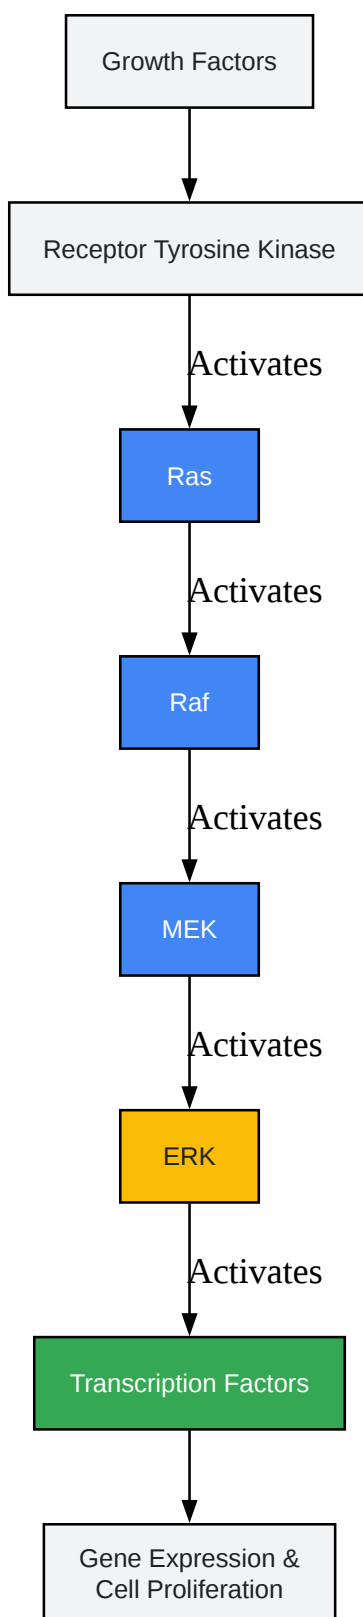 Growth Factors
Receptor Tyrosine Kinase
Activates
Ras
Activates
Raf
Activates
MEK
Activates
ERK
Activates
Transcription Factors
Gene Expression &
Cell Proliferation